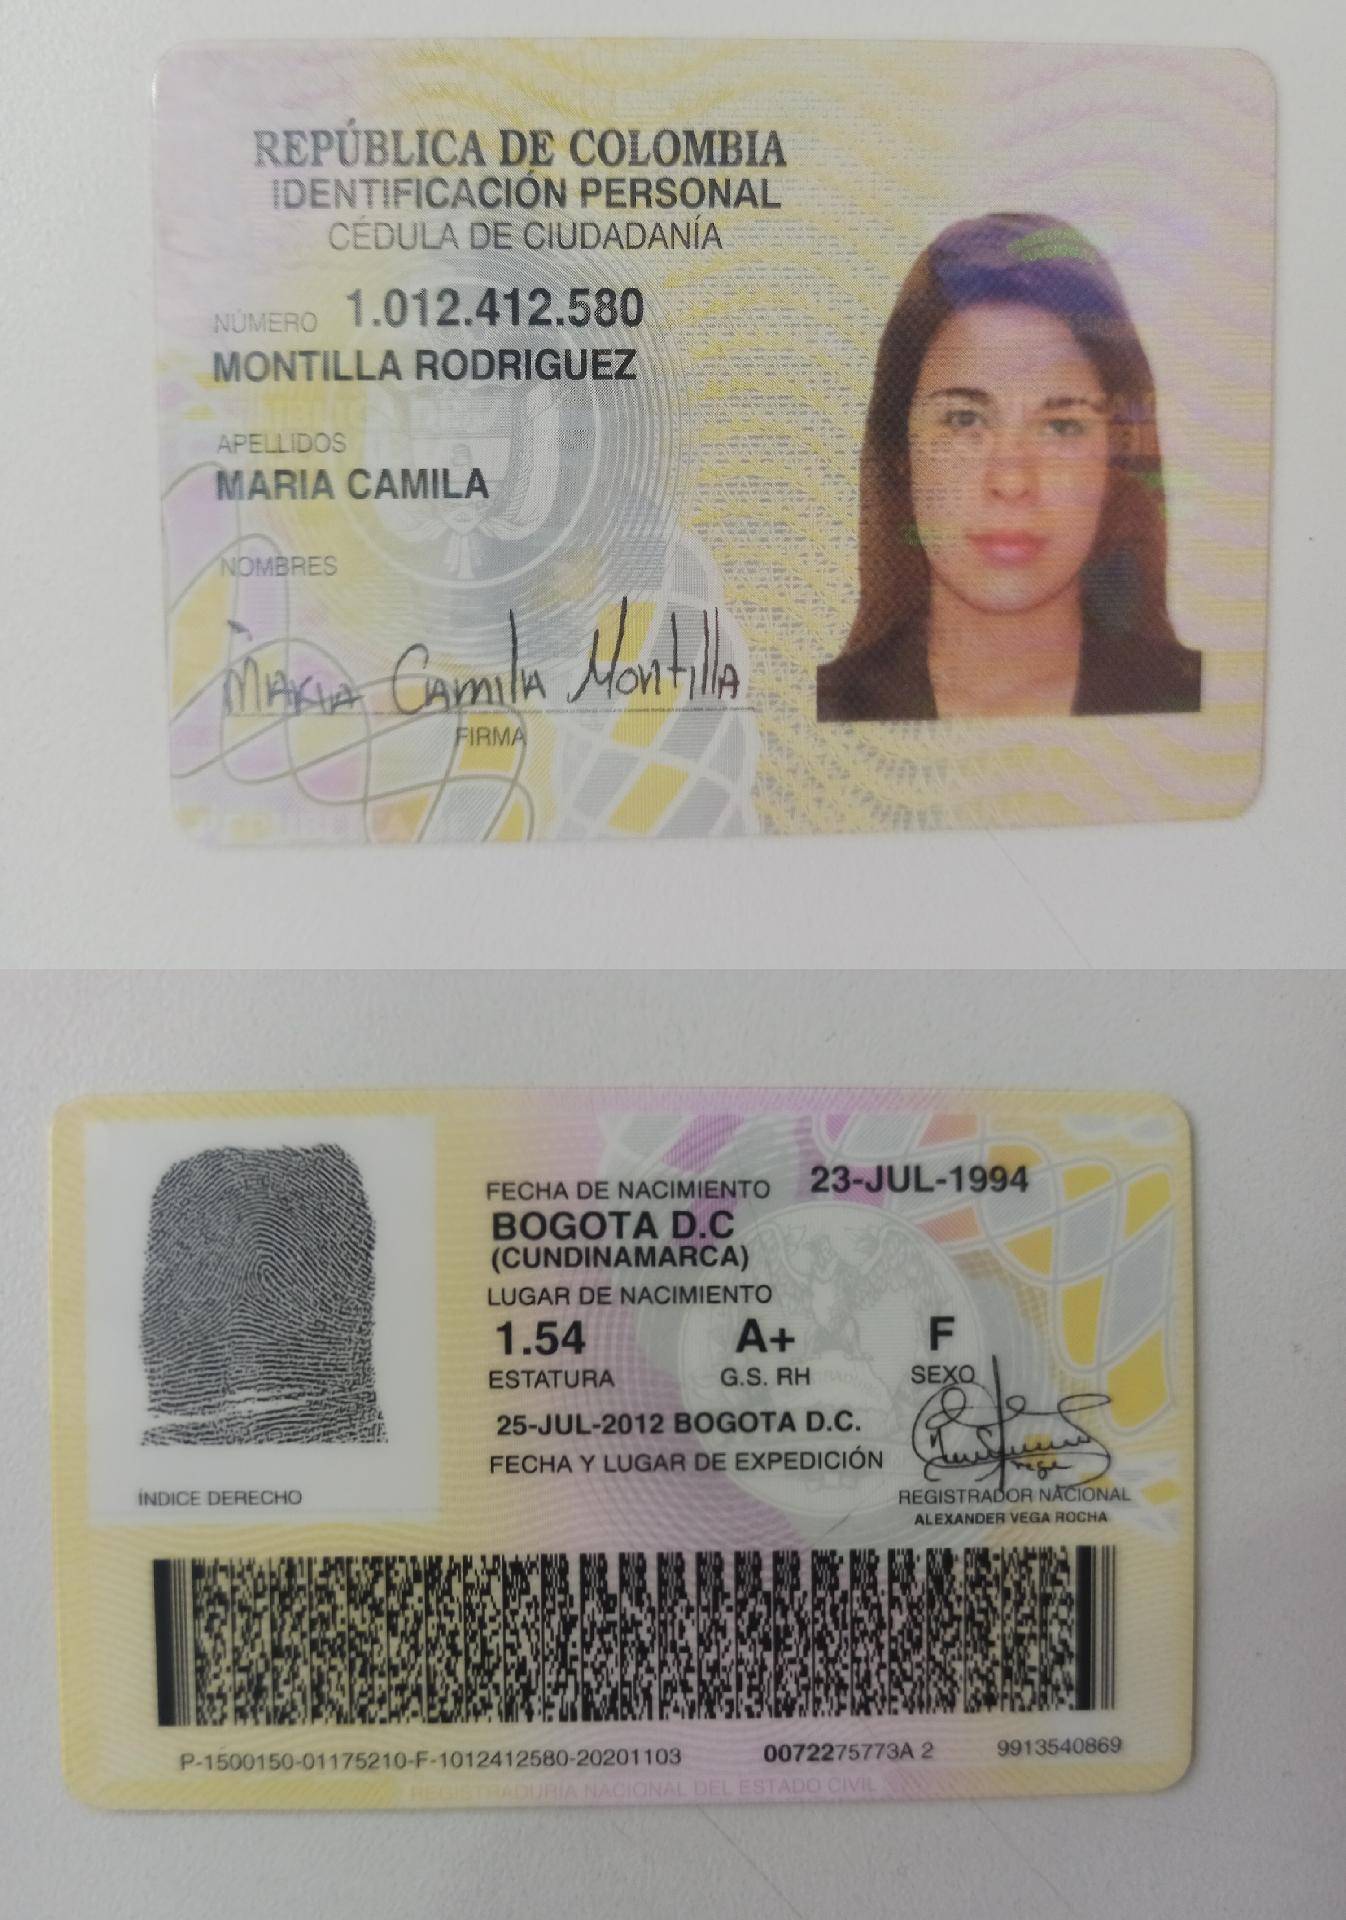 REPÚBLICA DE COLOMBIA
IDENTIFICACIÓN PERSONAL
CÉDULA DE CIUDADANÍA
NÚMERO 1.012.412.580
MONTILLA RODRIGUEZ
APELLIDOS
MARIA CAMILA
NOMBRES
Maria Camila Montilla
FIRMA
FECHA DE NACIMIENTO 23-JUL-1994
BOGOTA D.C
(CUNDINAMARCA)
LUGAR DE NACIMIENTO
1.54 A+ F
ESTATURA G.S. RH SEXO
25-JUL-2012 BOGOTA D.C.
FECHA Y LUGAR DE EXPEDICIÓN
ÍNDICE DERECHO
REGISTRADOR NACIONAL
ALEXANDER VEGA ROCHA
P-1500150-01175210-F-1012412580-20201103 0072275773A 2 9913540869
REGISTRADURÍA NACIONAL DEL ESTADO CIVIL